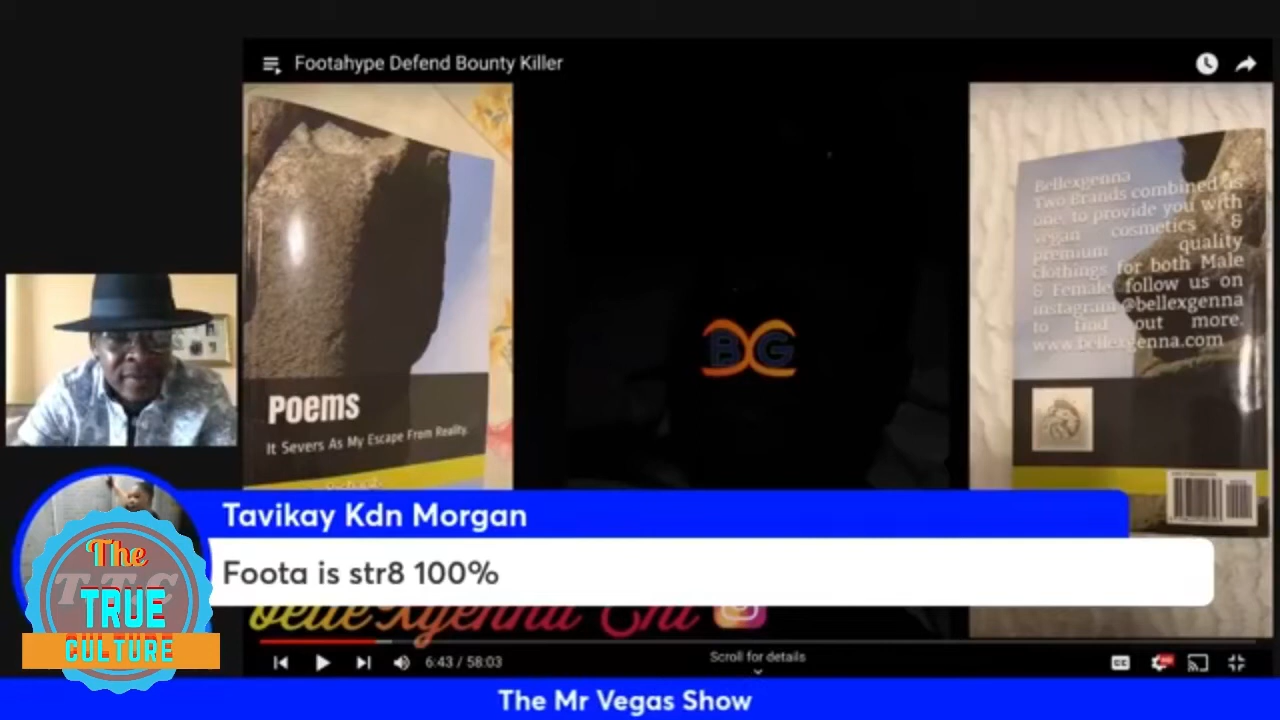 Footahype Defend Bounty Killer
Bellexgenna
Two Brands combined as
one, to provide you with
vegan cosmetics &
premium quality
clothings for both Male
& Female, follow us on
instagram @bellexgenna
to find out more.
www.bellexgenna.com
BG
Poems
It Severs As My Escape From Reality.
Tavikay Kdn Morgan
Foota is str8 100%
The
T.T.C
TRUE
CULTURE
6:43 / 58:03
Scroll for details
CC
The Mr Vegas Show